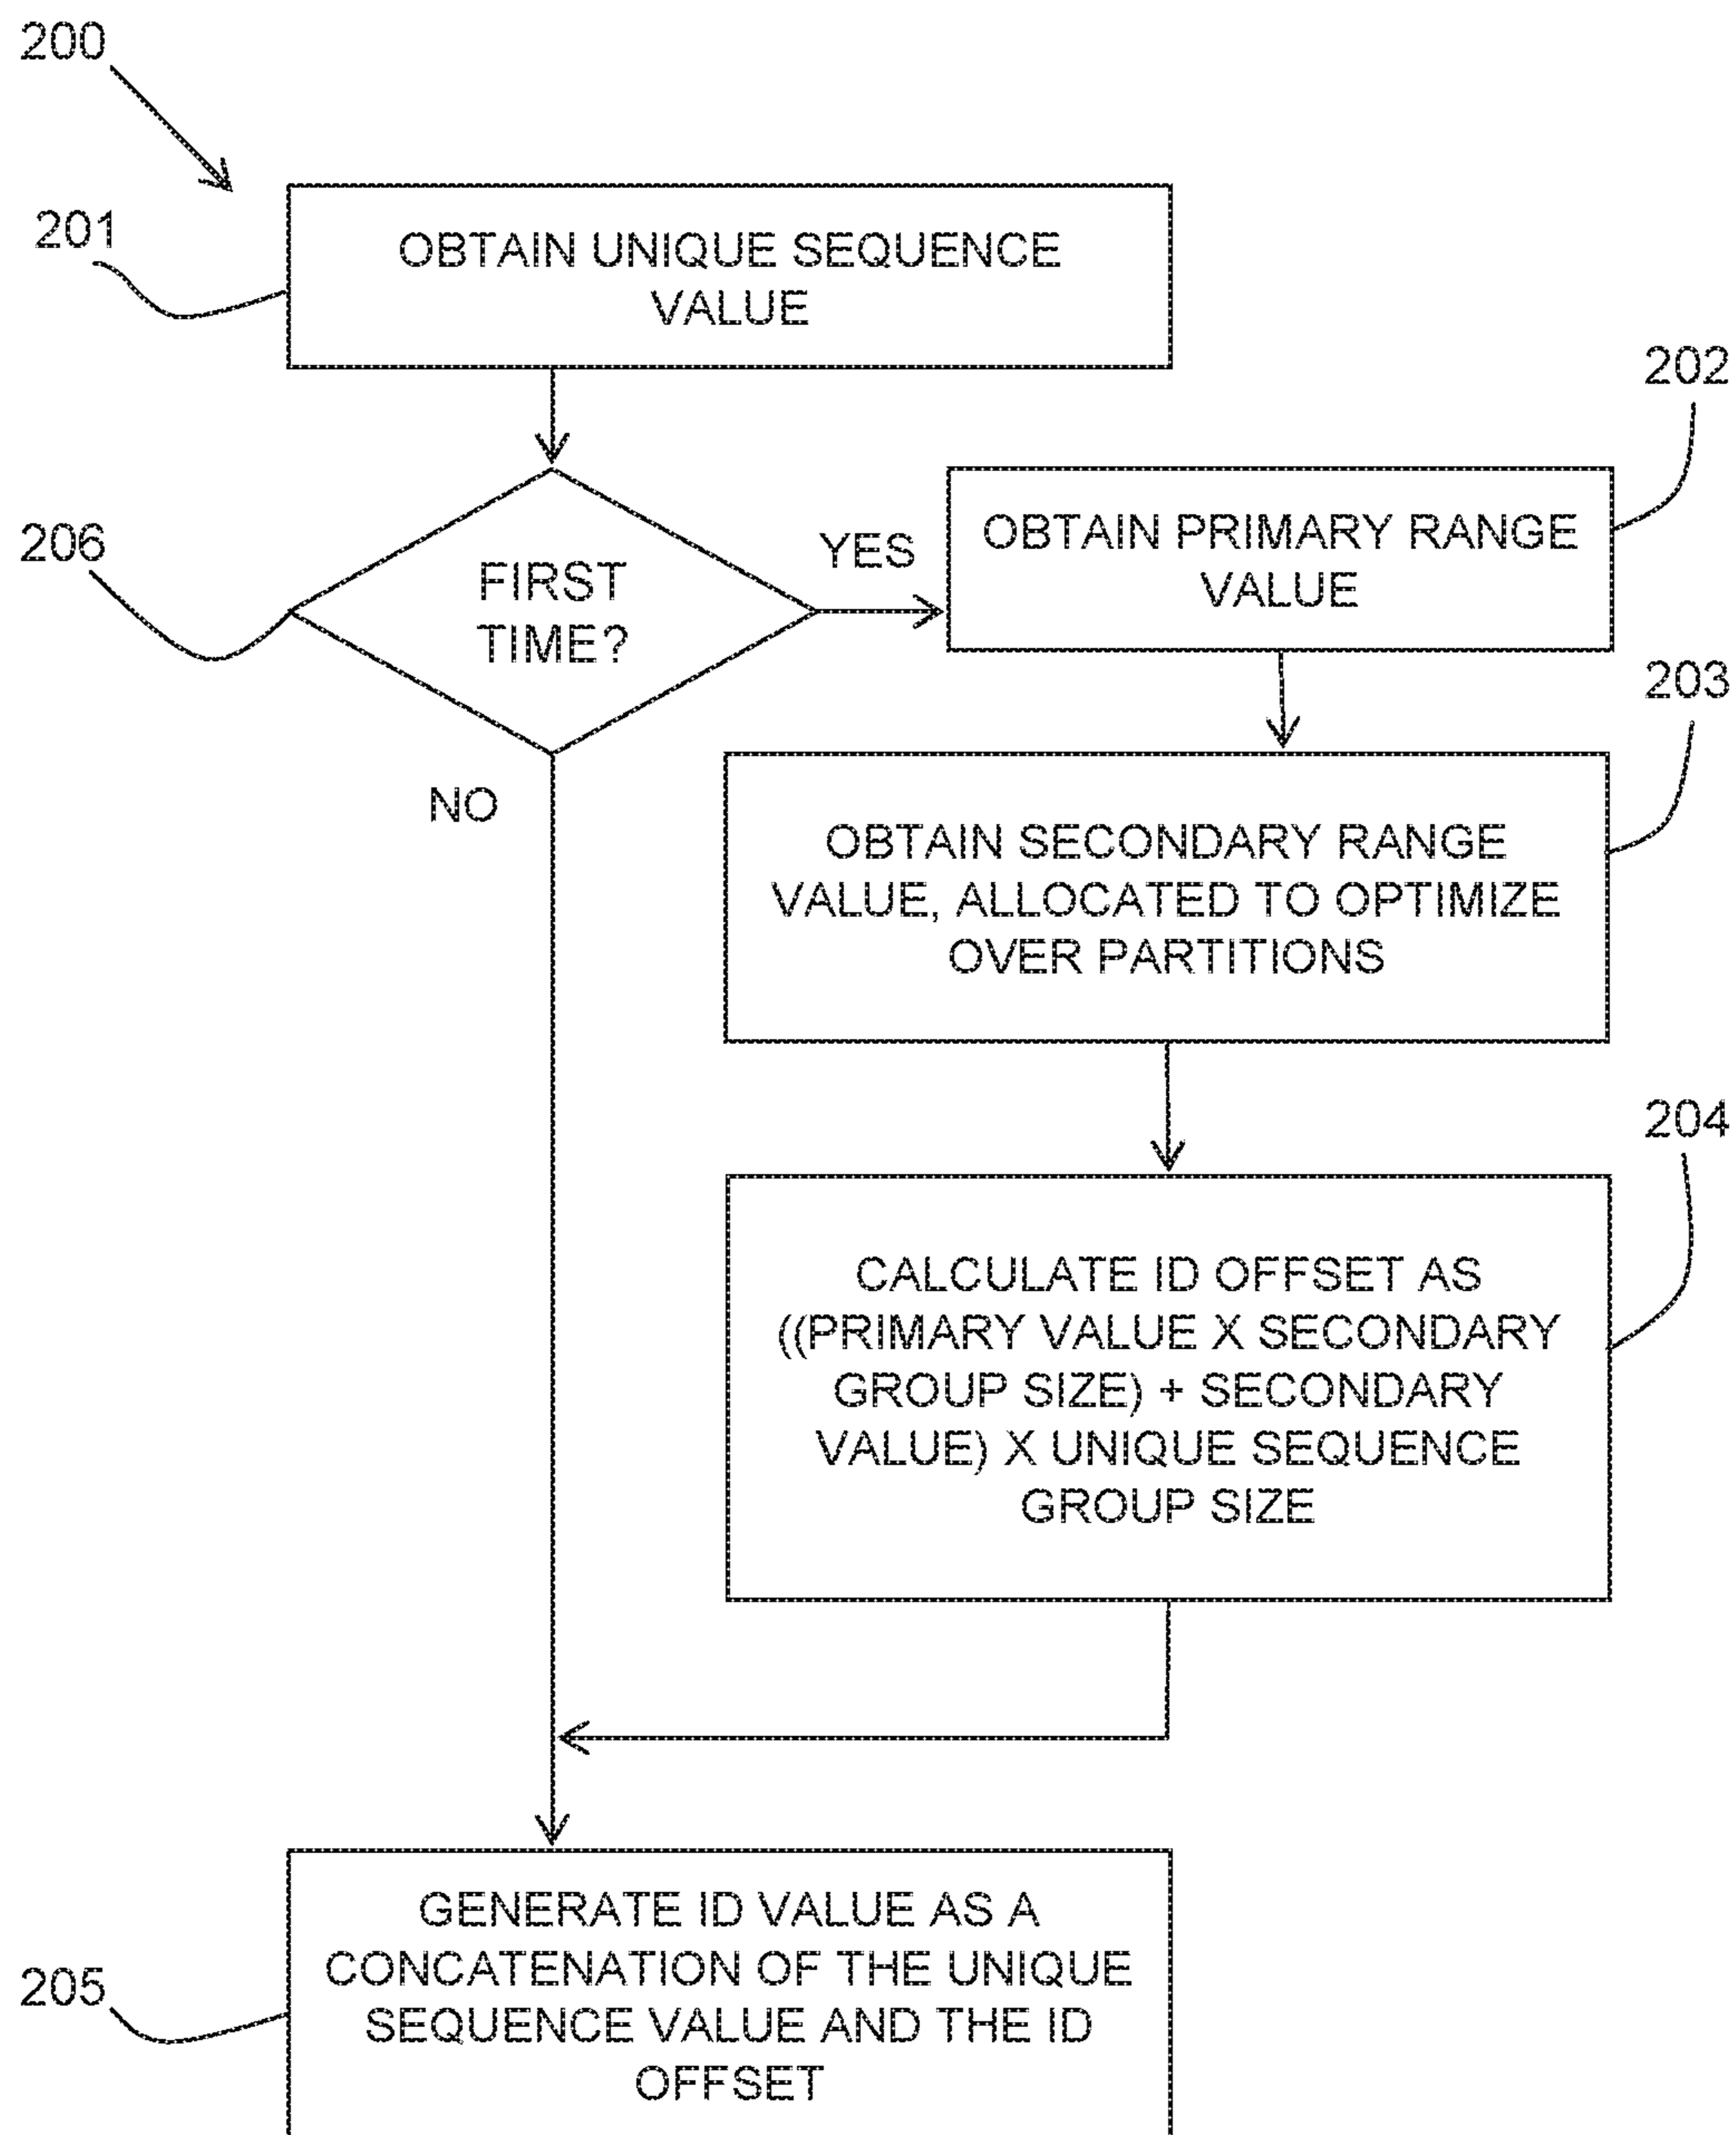 200
201
OBTAIN UNIQUE SEQUENCE
VALUE
206
FIRST
TIME?
YES
NO
202
OBTAIN PRIMARY RANGE
VALUE
203
OBTAIN SECONDARY RANGE
VALUE, ALLOCATED TO OPTIMIZE
OVER PARTITIONS
204
CALCULATE ID OFFSET AS
((PRIMARY VALUE X SECONDARY
GROUP SIZE) + SECONDARY
VALUE) X UNIQUE SEQUENCE
GROUP SIZE
205
GENERATE ID VALUE AS A
CONCATENATION OF THE UNIQUE
SEQUENCE VALUE AND THE ID
OFFSET